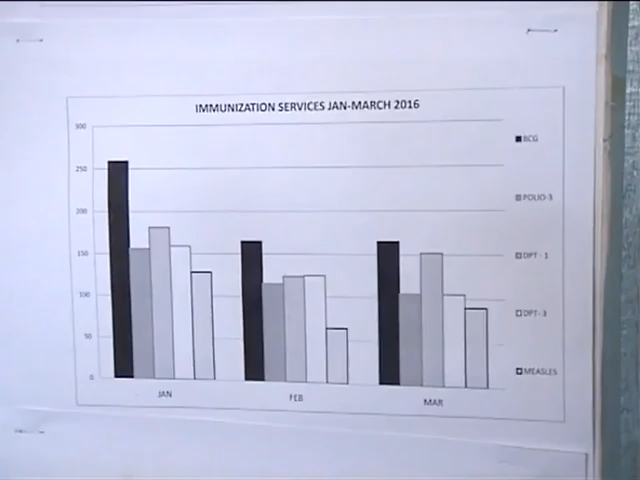 IMMUNIZATION SERVICES JAN-MARCH 2016
300
250
200
150
100
50
0
JAN
FEB
MAR
BCG
POLIO-3
DPT - 1
DPT- 3
MEASLES